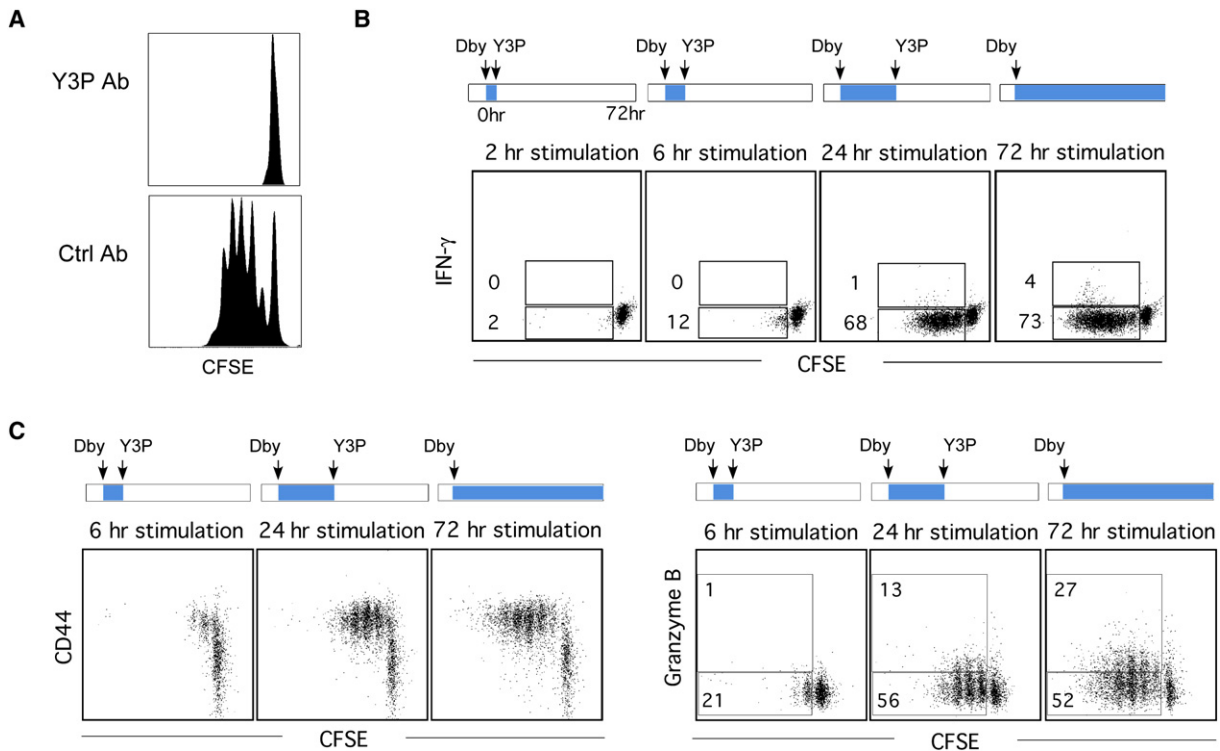 A
Y3P Ab
Ctrl Ab
CFSE
B
Dby Y3P Dby Y3P Dby Y3P Dby
0hr 72hr
2 hr stimulation 6 hr stimulation 24 hr stimulation 72 hr stimulation
IFN-γ
0 0 1 4
2 12 68 73
CFSE
C
Dby Y3P Dby Y3P Dby
6 hr stimulation 24 hr stimulation 72 hr stimulation
CD44
CFSE
Dby Y3P Dby Y3P Dby
6 hr stimulation 24 hr stimulation 72 hr stimulation
Granzyme B
1 13 27
21 56 52
CFSE